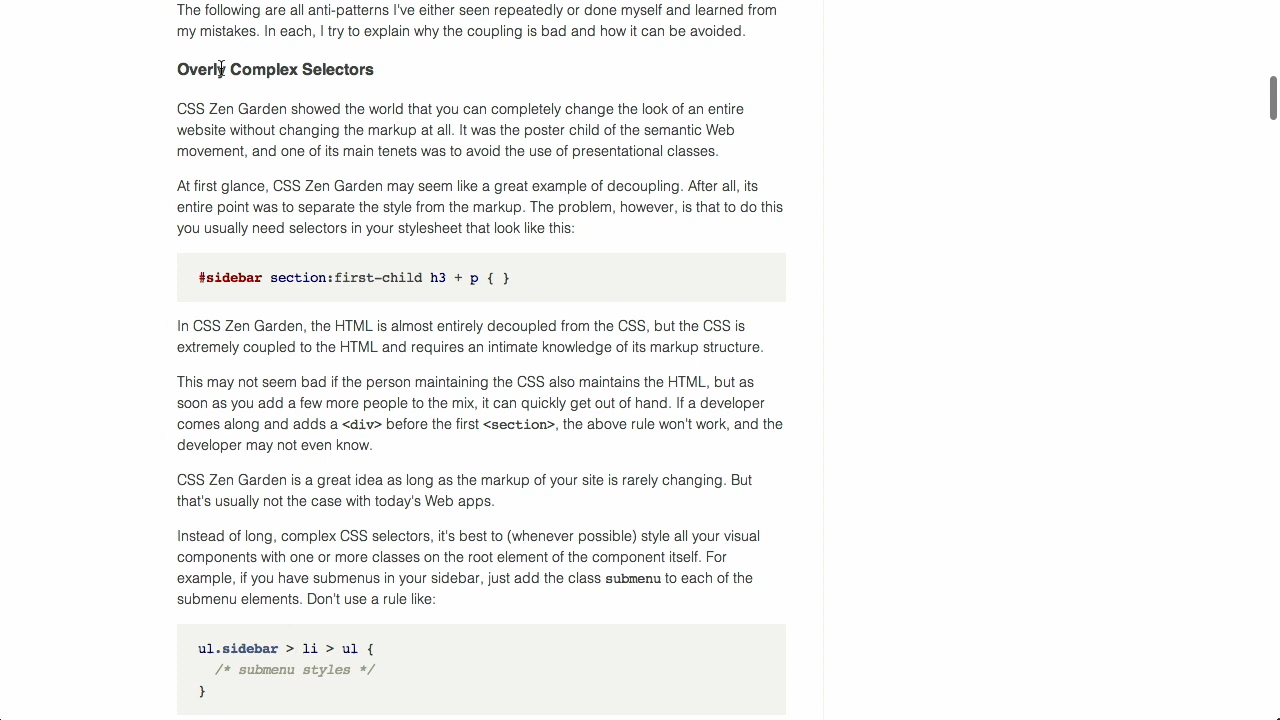 The following are all anti-patterns I've either seen repeatedly or done myself and learned from
my mistakes. In each, I try to explain why the coupling is bad and how it can be avoided.
Overly Complex Selectors
CSS Zen Garden showed the world that you can completely change the look of an entire
website without changing the markup at all. It was the poster child of the semantic Web
movement, and one of its main tenets was to avoid the use of presentational classes.
At first glance, CSS Zen Garden may seem like a great example of decoupling. After all, its
entire point was to separate the style from the markup. The problem, however, is that to do this
you usually need selectors in your stylesheet that look like this:
#sidebar section:first-child h3 + p { }
In CSS Zen Garden, the HTML is almost entirely decoupled from the CSS, but the CSS is
extremely coupled to the HTML and requires an intimate knowledge of its markup structure.
This may not seem bad if the person maintaining the CSS also maintains the HTML, but as
soon as you add a few more people to the mix, it can quickly get out of hand. If a developer
comes along and adds a <div> before the first <section>, the above rule won't work, and the
developer may not even know.
CSS Zen Garden is a great idea as long as the markup of your site is rarely changing. But
that's usually not the case with today's Web apps.
Instead of long, complex CSS selectors, it's best to (whenever possible) style all your visual
components with one or more classes on the root element of the component itself. For
example, if you have submenus in your sidebar, just add the class submenu to each of the
submenu elements. Don't use a rule like:
ul.sidebar > li > ul {
/* submenu styles */
}